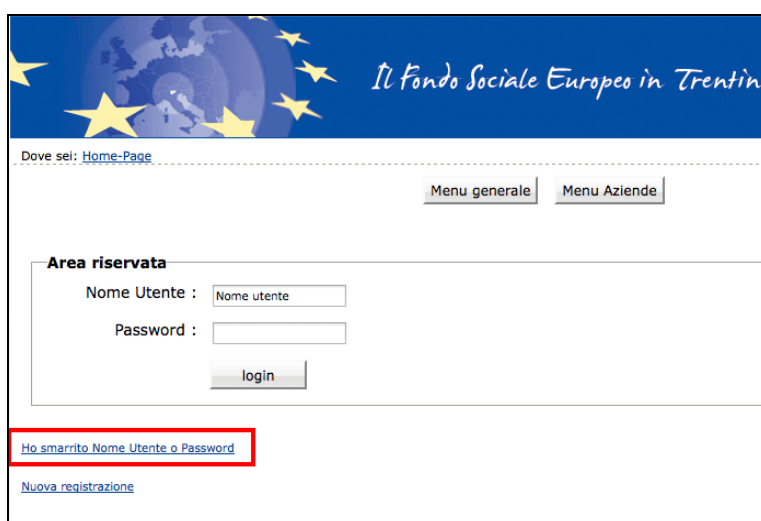 Il Fondo Sociale Europeo in Trentin
Dove sei: Home-Page
Menu generale Menu Aziende
Area riservata
Nome Utente : Nome utente
Password :
login
Ho smarrito Nome Utente o Password
Nuova registrazione